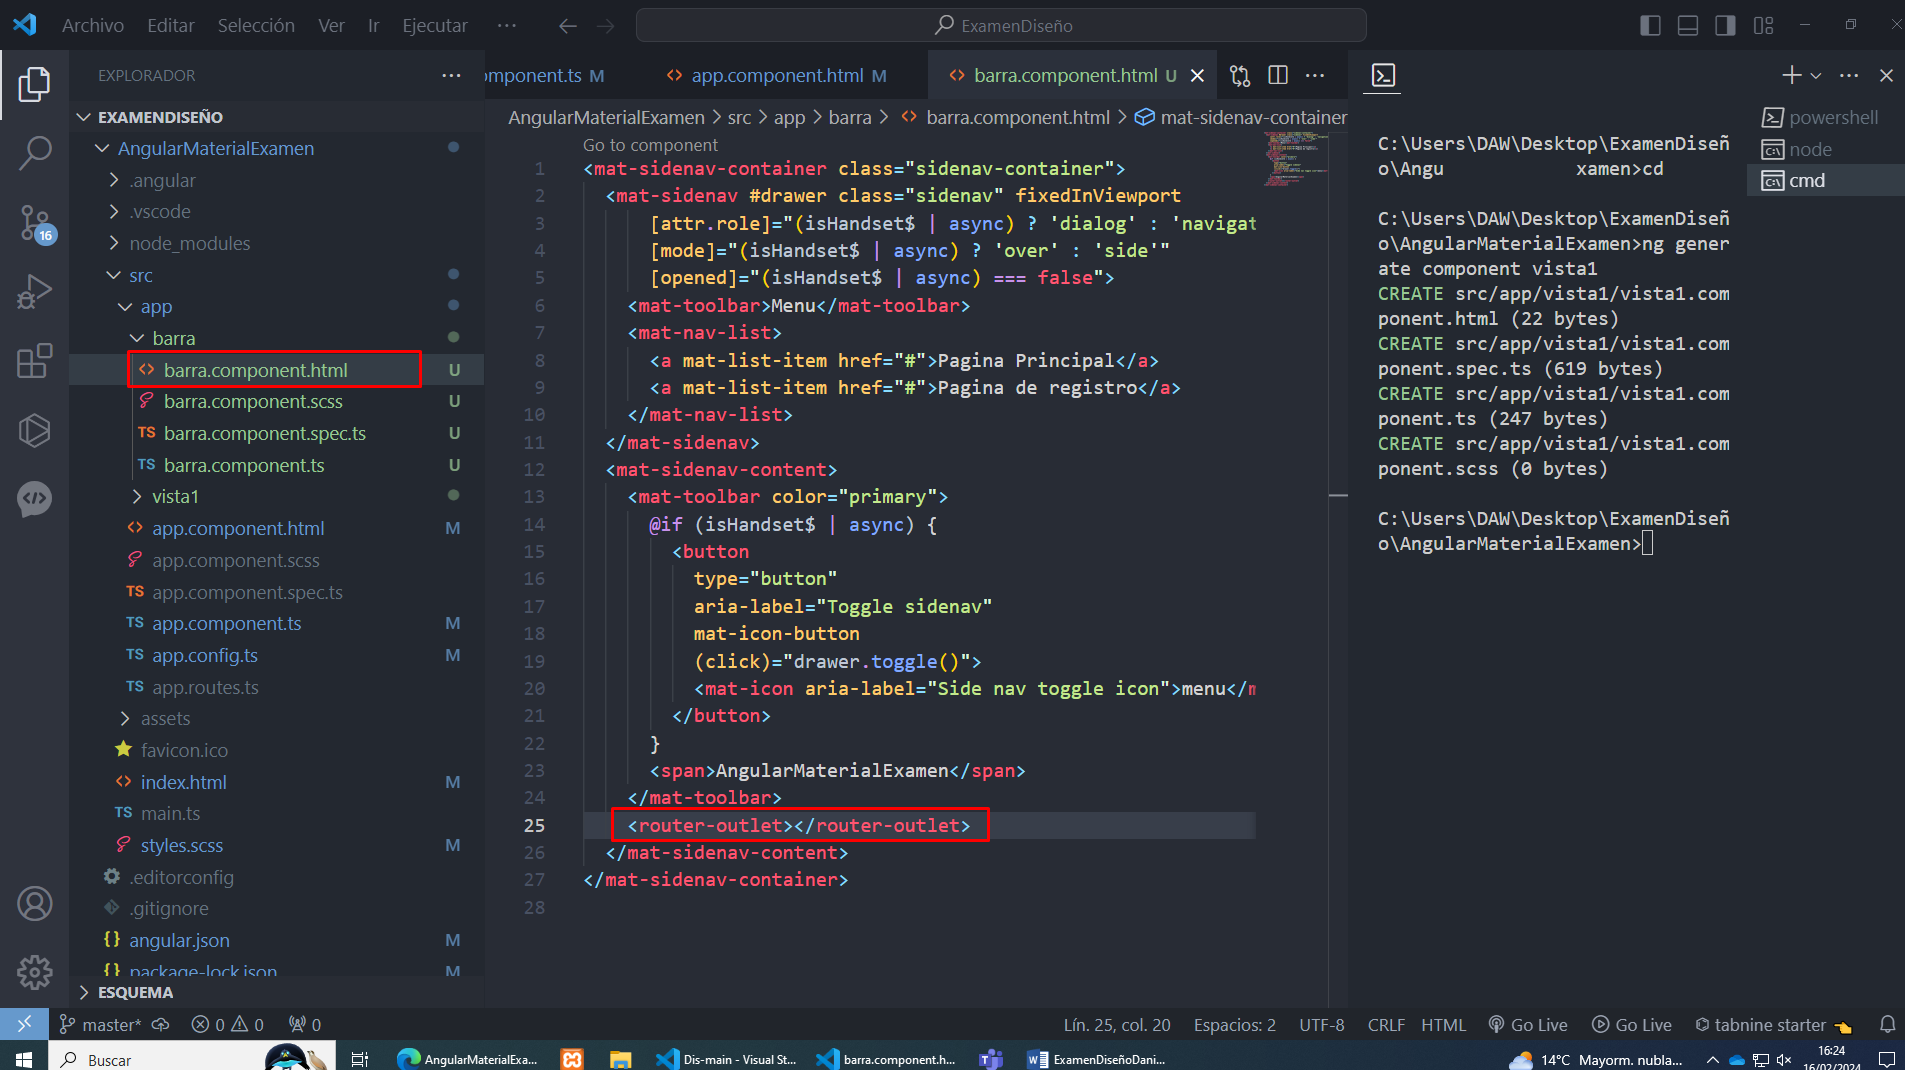 Archivo Editar Selección Ver Ir Ejecutar ··· ExamenDiseño
EXPLORADOR
EXAMENDISEÑO
AngularMaterialExamen
.angular
.vscode
node_modules
src
app
barra
barra.component.html U
barra.component.scss U
TS barra.component.spec.ts U
TS barra.component.ts U
vista1
app.component.html M
app.component.scss
TS app.component.spec.ts
TS app.component.ts M
TS app.config.ts M
TS app.routes.ts
assets
favicon.ico
index.html M
TS main.ts
styles.scss M
.editorconfig
.gitignore
{} angular.json M
{} package-lock.json M
ESQUEMA
16
omponent.ts M app.component.html M barra.component.html U
AngularMaterialExamen > src > app > barra > barra.component.html > mat-sidenav-container
Go to component
1 <mat-sidenav-container class="sidenav-container">
2 <mat-sidenav #drawer class="sidenav" fixedInViewport
3 [attr.role]="(isHandset$ | async) ? 'dialog' : 'navigat
4 [mode]="(isHandset$ | async) ? 'over' : 'side'"
5 [opened]="(isHandset$ | async) === false">
6 <mat-toolbar>Menu</mat-toolbar>
7 <mat-nav-list>
8 <a mat-list-item href="#">Pagina Principal</a>
9 <a mat-list-item href="#">Pagina de registro</a>
10 </mat-nav-list>
11 </mat-sidenav>
12 <mat-sidenav-content>
13 <mat-toolbar color="primary">
14 @if (isHandset$ | async) {
15 <button
16 type="button"
17 aria-label="Toggle sidenav"
18 mat-icon-button
19 (click)="drawer.toggle()">
20 <mat-icon aria-label="Side nav toggle icon">menu</m
21 </button>
22 }
23 <span>AngularMaterialExamen</span>
24 </mat-toolbar>
25 <router-outlet></router-outlet>
26 </mat-sidenav-content>
27 </mat-sidenav-container>
28
C:\Users\DAW\Desktop\ExamenDiseñ
o\Angu xamen>cd
C:\Users\DAW\Desktop\ExamenDiseñ
o\AngularMaterialExamen>ng gener
ate component vista1
CREATE src/app/vista1/vista1.com
ponent.html (22 bytes)
CREATE src/app/vista1/vista1.com
ponent.spec.ts (619 bytes)
CREATE src/app/vista1/vista1.com
ponent.ts (247 bytes)
CREATE src/app/vista1/vista1.com
ponent.scss (0 bytes)
C:\Users\DAW\Desktop\ExamenDiseñ
o\AngularMaterialExamen>
powershell
node
cmd
master* 0 0 0 Lín. 25, col. 20 Espacios: 2 UTF-8 CRLF HTML Go Live Go Live tabnine starter
Buscar AngularMaterialExa... Dis-main - Visual St... barra.component.h... ExamenDiseñoDani... 14°C Mayorm. nubla... 16:24
16/02/2024